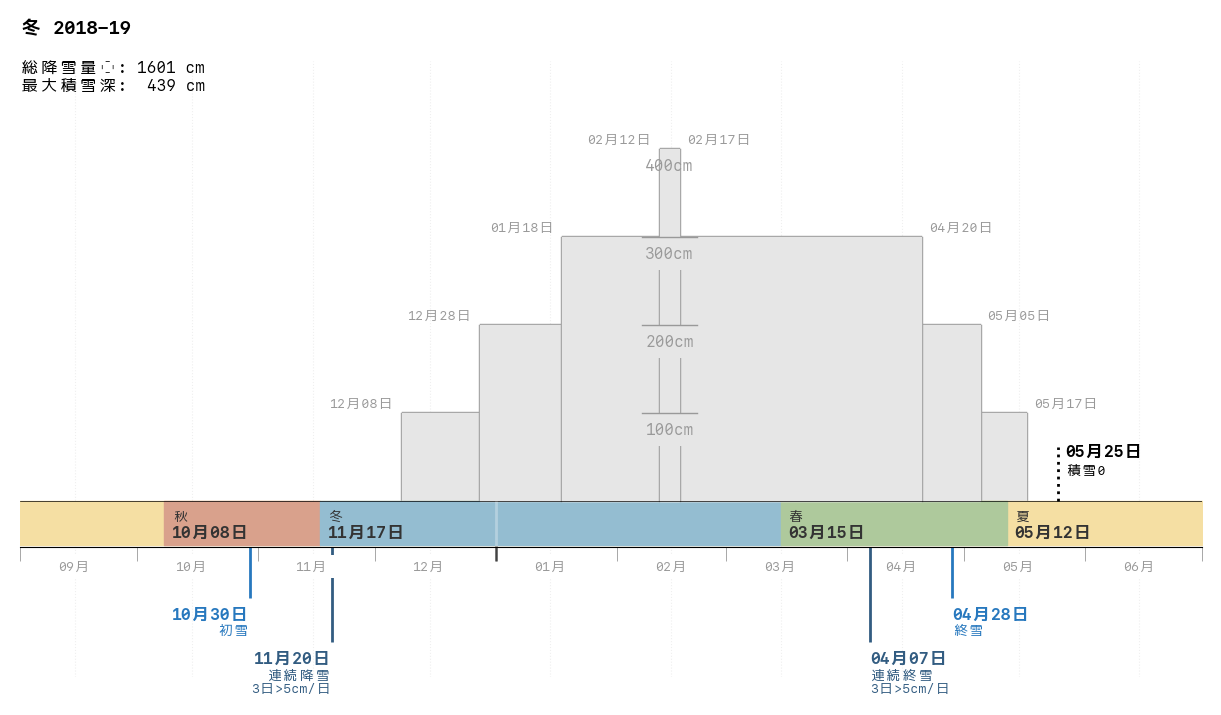 冬 2018-19
総降雪量: 1601 cm
最大積雪深: 439 cm
02月12日 02月17日
400cm
01月18日 04月20日
300cm
12月28日 05月05日
200cm
12月08日 05月17日
100cm
05月25日
積雪0
秋 冬 春 夏
10月08日 11月17日 03月15日 05月12日
09月 10月 11月 12月 01月 02月 03月 04月 05月 06月
10月30日 04月28日
初雪 終雪
11月20日 04月07日
連続降雪 連続終雪
3日>5cm/日 3日>5cm/日